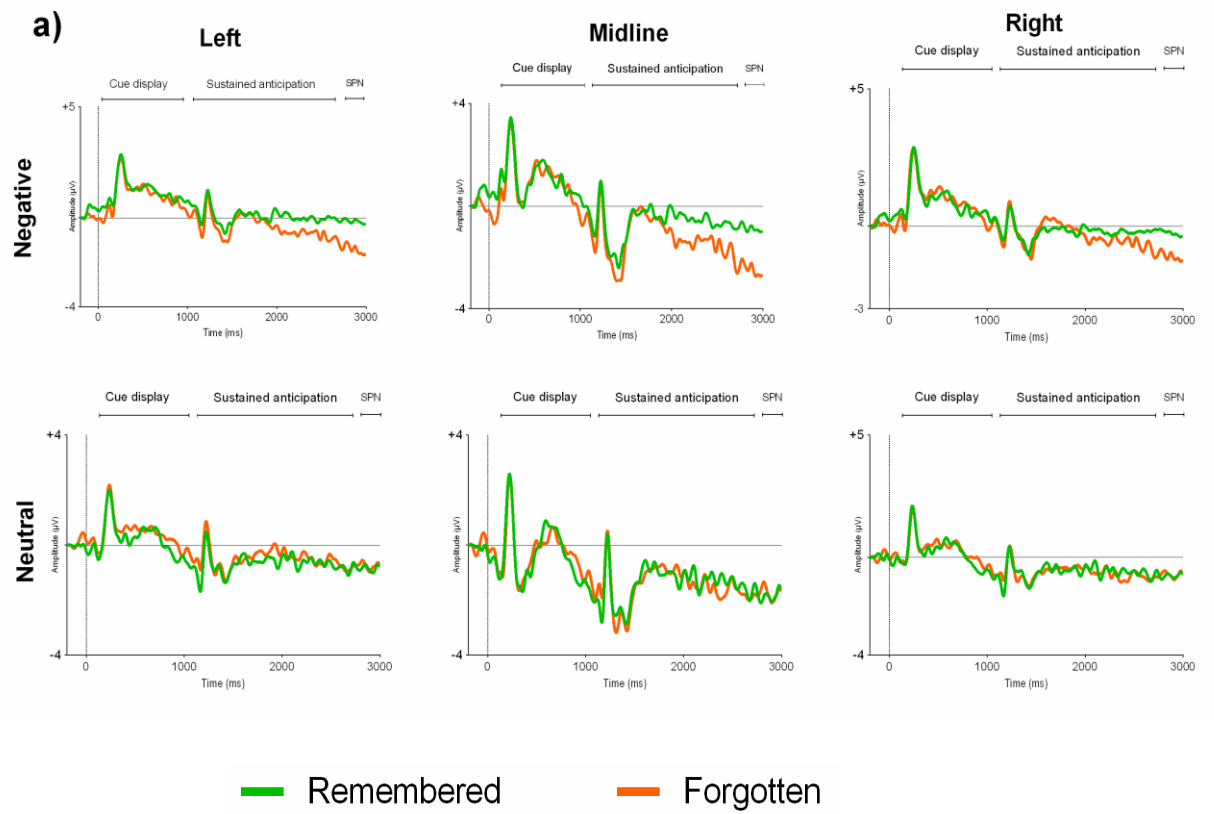 a)
Left
Midline
Right
Negative
Cue display
Sustained anticipation
SPN
+5
Amplitude (µV)
-4
0
1000
2000
3000
Time (ms)
Cue display
Sustained anticipation
SPN
+4
Amplitude (µV)
-4
0
1000
2000
3000
Time (ms)
Cue display
Sustained anticipation
SPN
+5
Amplitude (µV)
-3
0
1000
2000
3000
Time (ms)
Neutral
Cue display
Sustained anticipation
SPN
+4
Amplitude (µV)
-4
0
1000
2000
3000
Time (ms)
Cue display
Sustained anticipation
SPN
+4
Amplitude (µV)
-4
0
1000
2000
3000
Time (ms)
Cue display
Sustained anticipation
SPN
+5
Amplitude (µV)
-4
0
1000
2000
3000
Time (ms)
Remembered
Forgotten